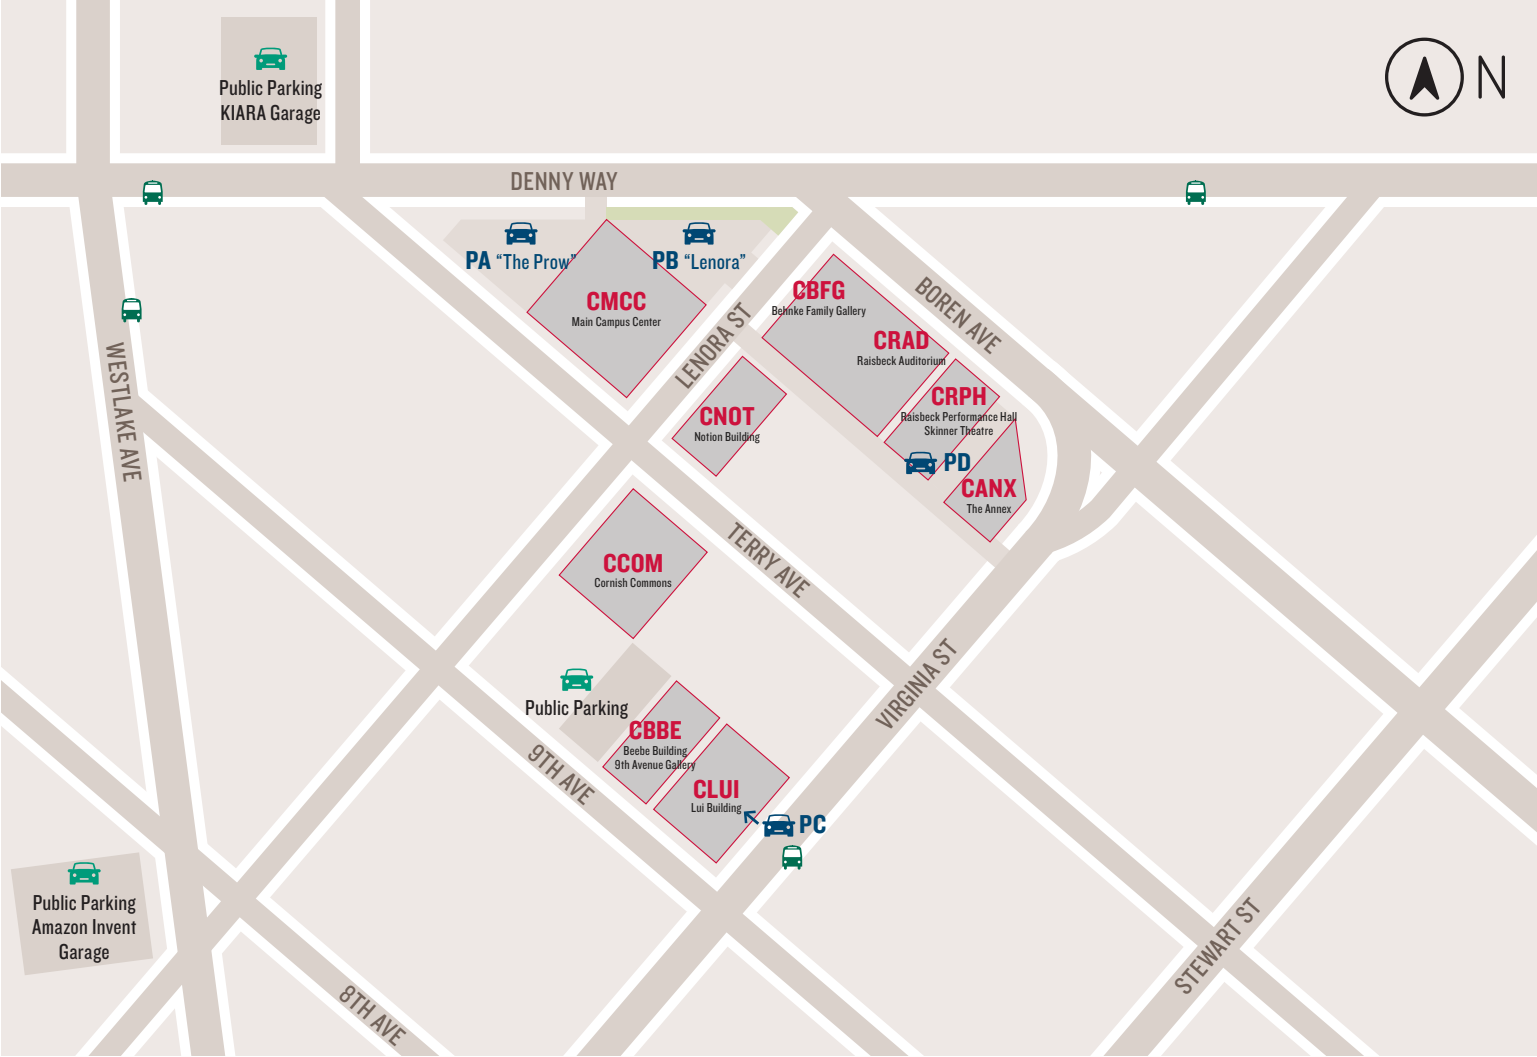 N
Public Parking
KIARA Garage
DENNY WAY
PA “The Prow”
PB “Lenora”
CMCC
Main Campus Center
CBFG
Behnke Family Gallery
BOREN AVE
LENORA ST
CRAD
Raisbeck Auditorium
WESTLAKE AVE
CRPH
Raisbeck Performance Hall
Skinner Theatre
CNOT
Notion Building
PD
CANX
The Annex
CCOM
Cornish Commons
TERRY AVE
VIRGINIA ST
Public Parking
CBBE
Beebe Building
9th Avenue Gallery
9TH AVE
CLUI
Lui Building
PC
Public Parking
Amazon Invent
Garage
STEWART ST
8TH AVE